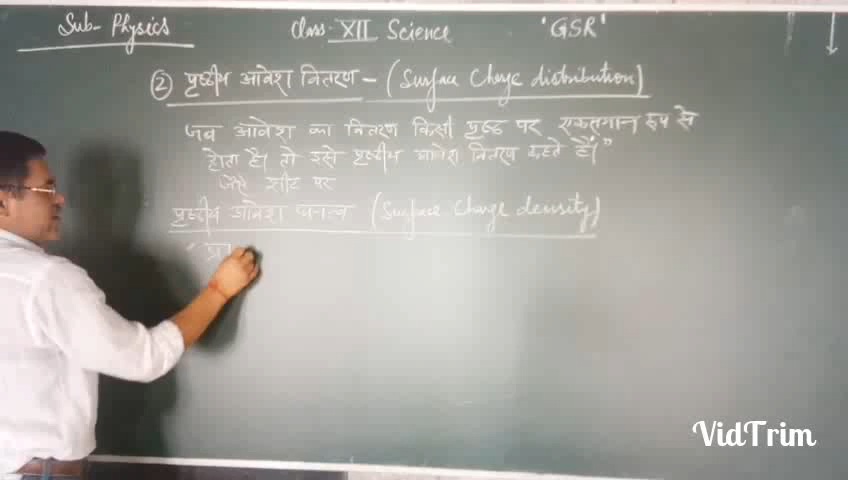 Sub- Physics Class- XII Science 'GSR'
② पृष्ठीय आवेश वितरण - (Surface Charge distribution)
जब आवेश का वितरण किसी पृष्ठ पर एकसमान रूप से
होता है। तो इसे पृष्ठीय आवेश वितरण कहते हैं।"
जैसे शीट पर
पृष्ठीय आवेश घनत्व (Surface Charge density)
" प्र
VidTrim